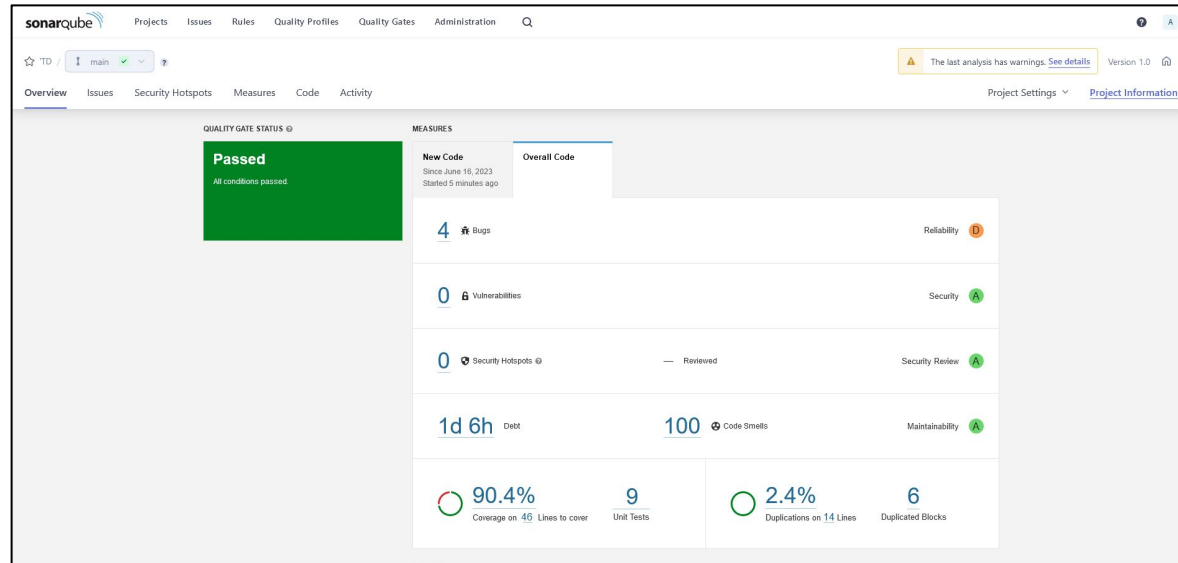 sonarqube Projects Issues Rules Quality Profiles Quality Gates Administration ? A
'TD / main ? The last analysis has warnings. See details Version 1.0
Overview Issues Security Hotspots Measures Code Activity Project Settings Project Information
QUALITY GATE STATUS ? MEASURES
Passed
All conditions passed.
New Code
Since June 16, 2023
Started 5 minutes ago
Overall Code
4 Bugs Reliability D
0 Vulnerabilities Security A
0 Security Hotspots ? — Reviewed Security Review A
1d 6h Debt 100 Code Smells Maintainability A
90.4%
Coverage on 46 Lines to cover
9
Unit Tests
2.4%
Duplications on 14 Lines
6
Duplicated Blocks